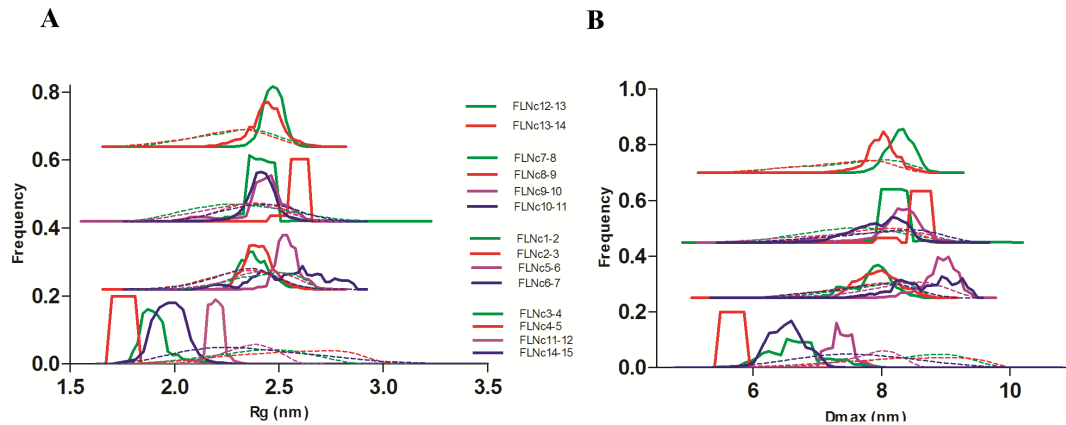 A
B
0.8
0.6
0.4
0.2
0.0
Frequency
1.5
2.0
2.5
3.0
3.5
Rg (nm)
FLNc12-13
FLNc13-14
FLNc7-8
FLNc8-9
FLNc9-10
FLNc10-11
FLNc1-2
FLNc2-3
FLNc5-6
FLNc6-7
FLNc3-4
FLNc4-5
FLNc11-12
FLNc14-15
1.0
0.8
0.6
0.4
0.2
0.0
Frequency
6
8
10
Dmax (nm)